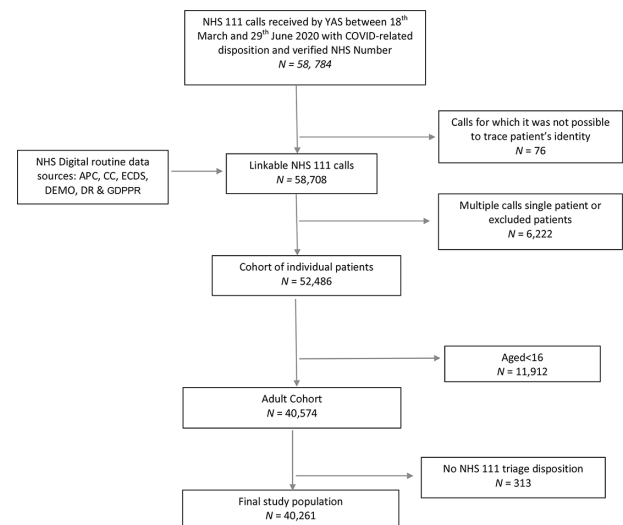 NHS 111 calls received by YAS between 18th
March and 29th June 2020 with COVID-related
disposition and verified NHS Number
N = 58, 784
Calls for which it was not possible
to trace patient's identity
N = 76
NHS Digital routine data
sources: APC, CC, ECDS,
DEMO, DR & GDPPR
Linkable NHS 111 calls
N = 58,708
Multiple calls single patient or
excluded patients
N = 6,222
Cohort of individual patients
N = 52,486
Aged<16
N = 11,912
Adult Cohort
N = 40,574
No NHS 111 triage disposition
N = 313
Final study population
N = 40,261